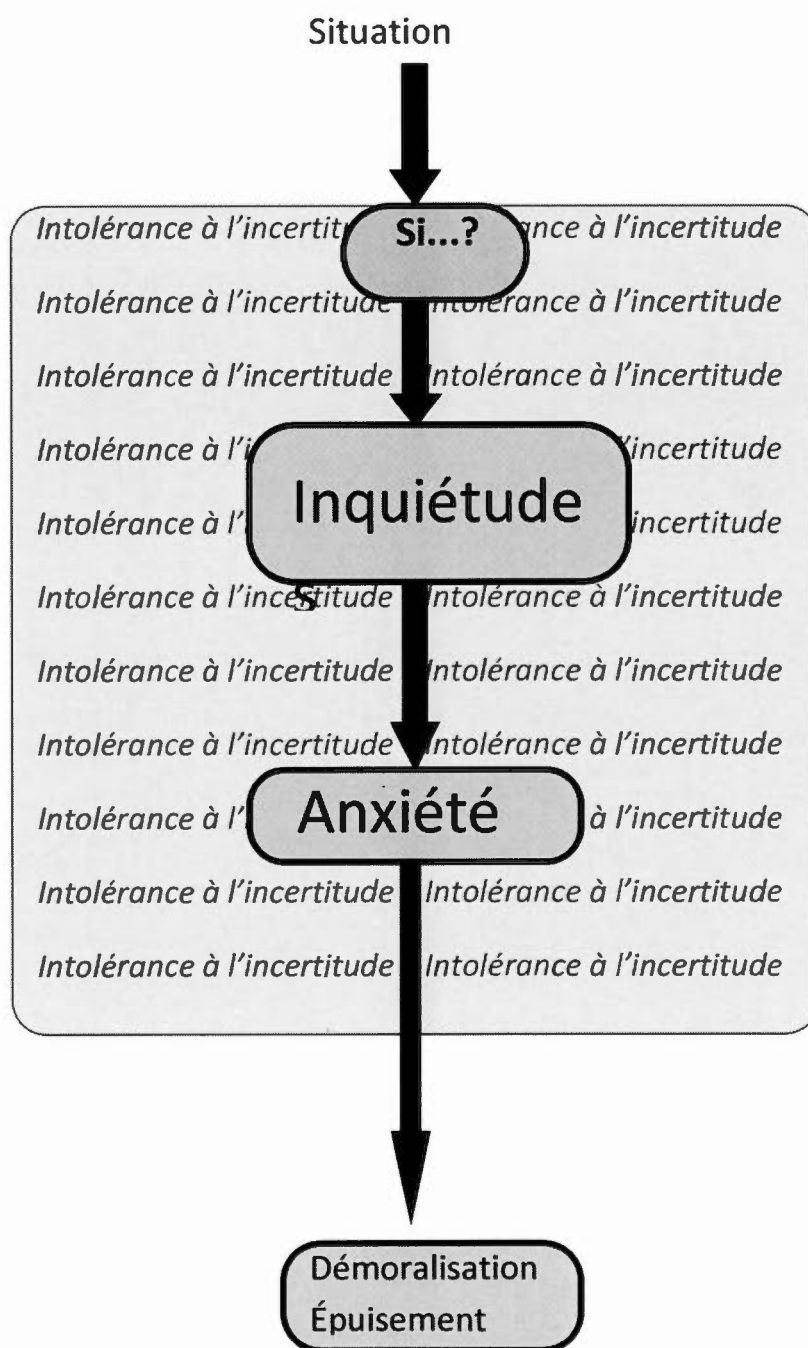 Situation
Intolérance à l'incertitu Si...? ance à l'incertitude
Intolérance à l'incertitude Intolérance à l'incertitude
Intolérance à l'incertitude Intolérance à l'incertitude
Intolérance à l'i l'incertitude
Intolérance à l' Inquiétude incertitude
s
Intolérance à l'incertitude Intolérance à l'incertitude
Intolérance à l'incertitude Intolérance à l'incertitude
Intolérance à l'incertitude Intolérance à l'incertitude
Intolérance à l' Anxiété à l'incertitude
Intolérance à l'incertitude Intolérance à l'incertitude
Intolérance à l'incertitude Intolérance à l'incertitude
Démoralisation
Épuisement